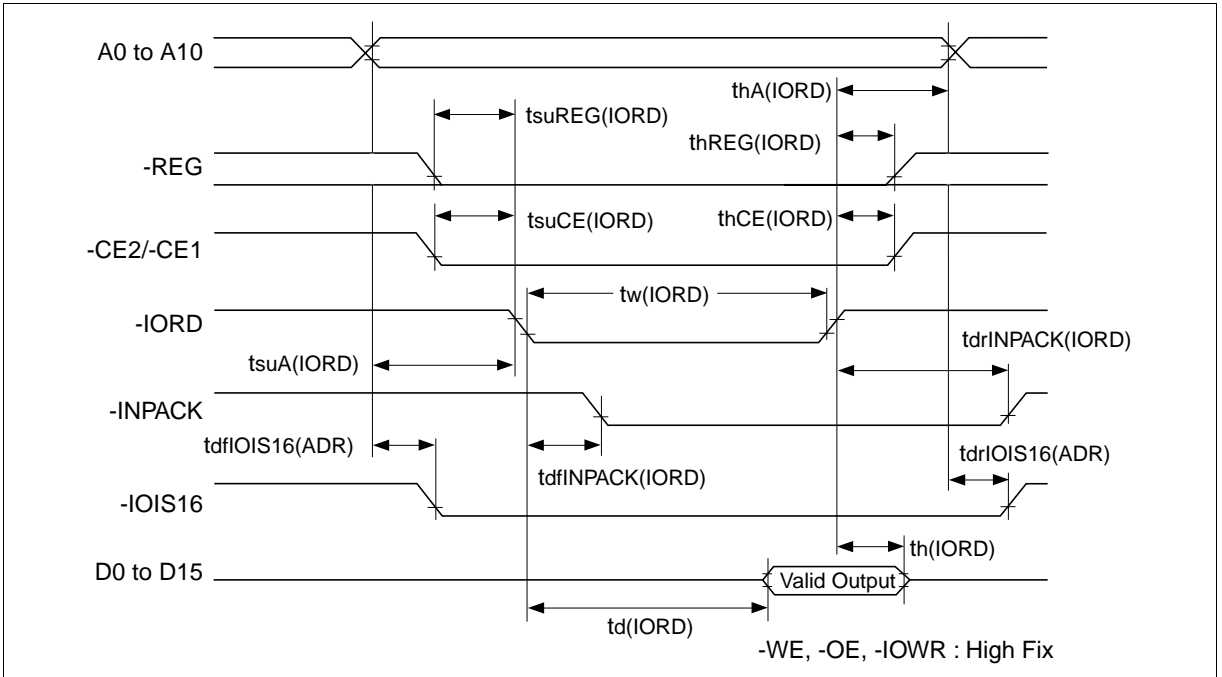 A0 to A10
thA(IORD)
tsuREG(IORD)
thREG(IORD)
-REG
tsuCE(IORD)
thCE(IORD)
-CE2/-CE1
tw(IORD)
-IORD
tdrINPACK(IORD)
tsuA(IORD)
-INPACK
tdfIOIS16(ADR)
tdrIOIS16(ADR)
tdfINPACK(IORD)
-IOIS16
th(IORD)
D0 to D15
Valid Output
td(IORD)
-WE, -OE, -IOWR : High Fix